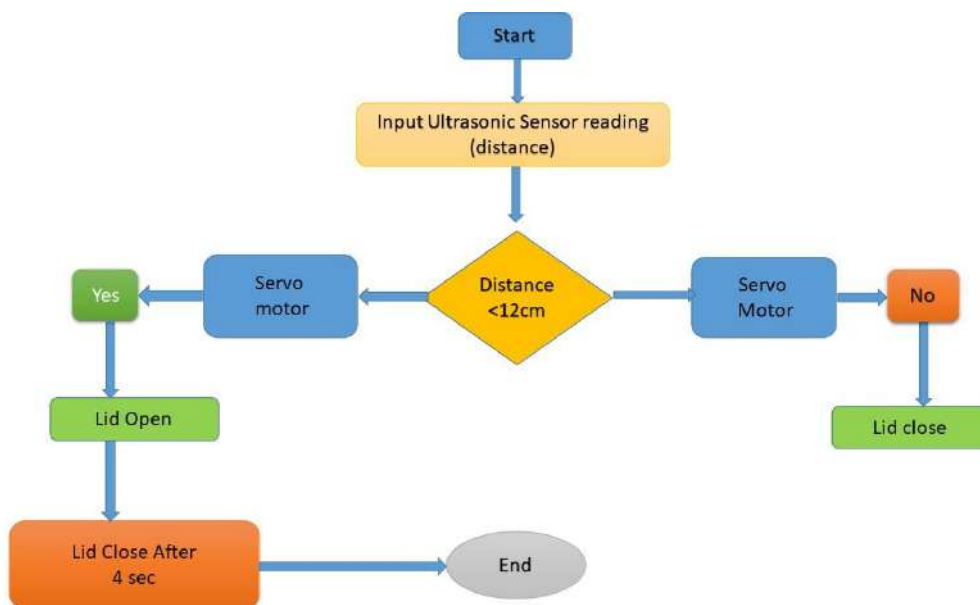 Start
Input Ultrasonic Sensor reading
(distance)
Yes
Servo
motor
Distance
<12cm
Servo
Motor
No
Lid Open
Lid close
Lid Close After
4 sec
End